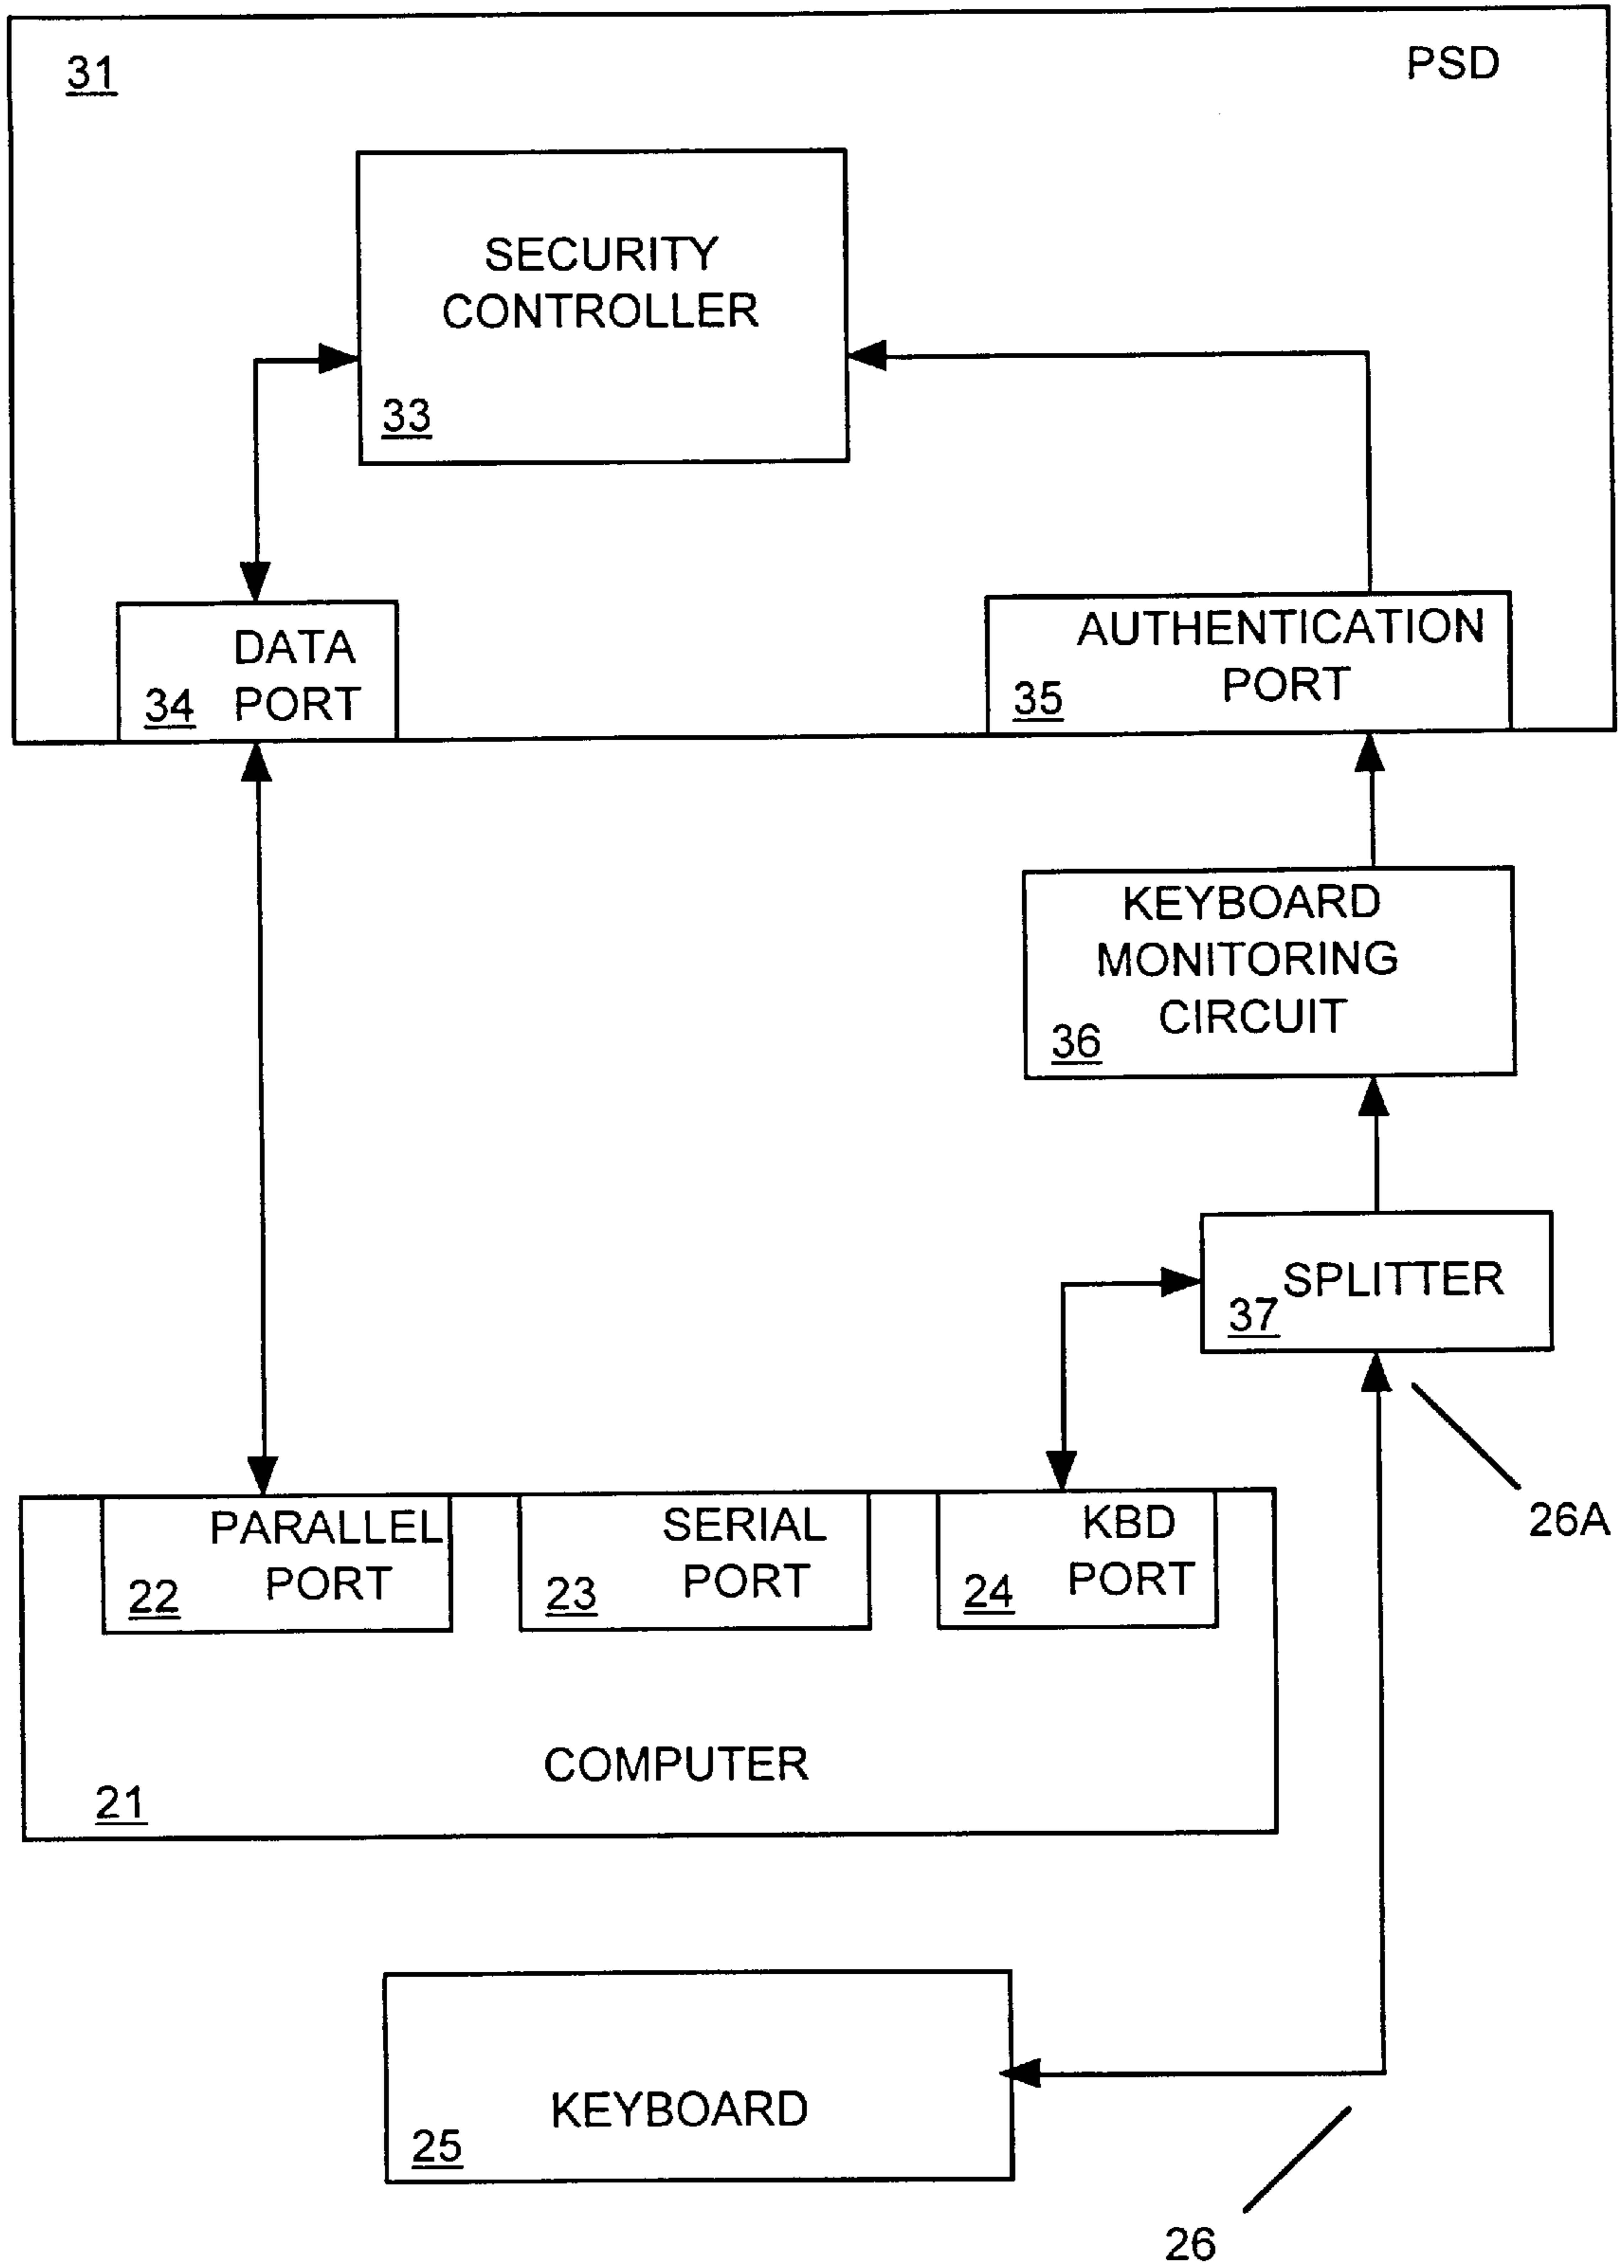 31
PSD
SECURITY
CONTROLLER
33
DATA
PORT
34
AUTHENTICATION
PORT
35
KEYBOARD
MONITORING
CIRCUIT
36
SPLITTER
37
26A
PARALLEL
PORT
22
SERIAL
PORT
23
KBD
PORT
24
COMPUTER
21
KEYBOARD
25
26